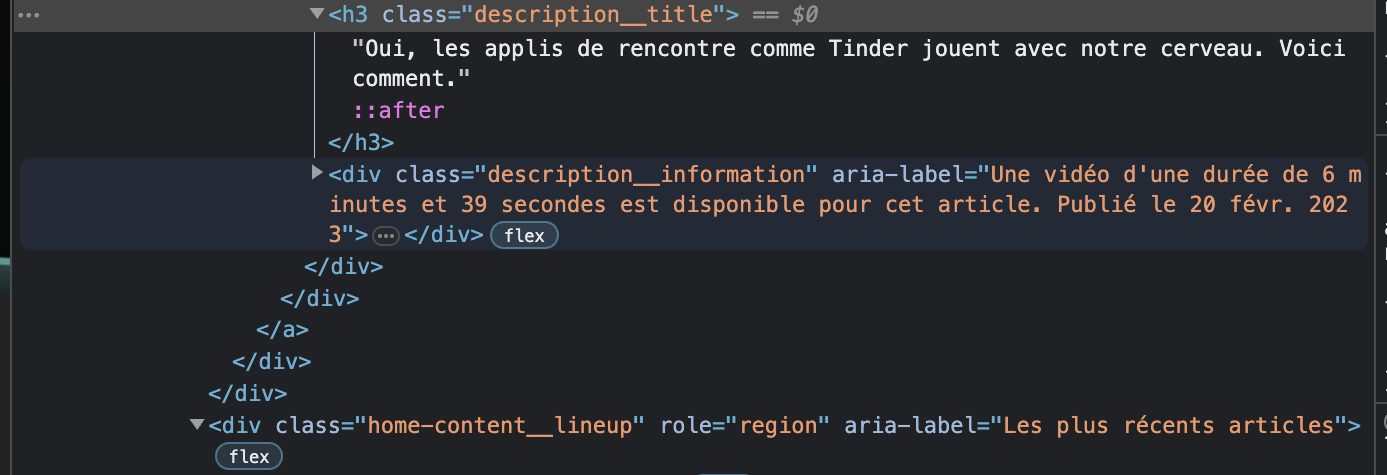 <h3 class="description__title"> == $0
"Oui, les applis de rencontre comme Tinder jouent avec notre cerveau. Voici
comment."
::after
</h3>
<div class="description__information" aria-label="Une vidéo d'une durée de 6 m
inutes et 39 secondes est disponible pour cet article. Publié le 20 févr. 202
3"> … </div> flex
</div>
</div>
</a>
</div>
</div>
<div class="home-content__lineup" role="region" aria-label="Les plus récents articles">
flex